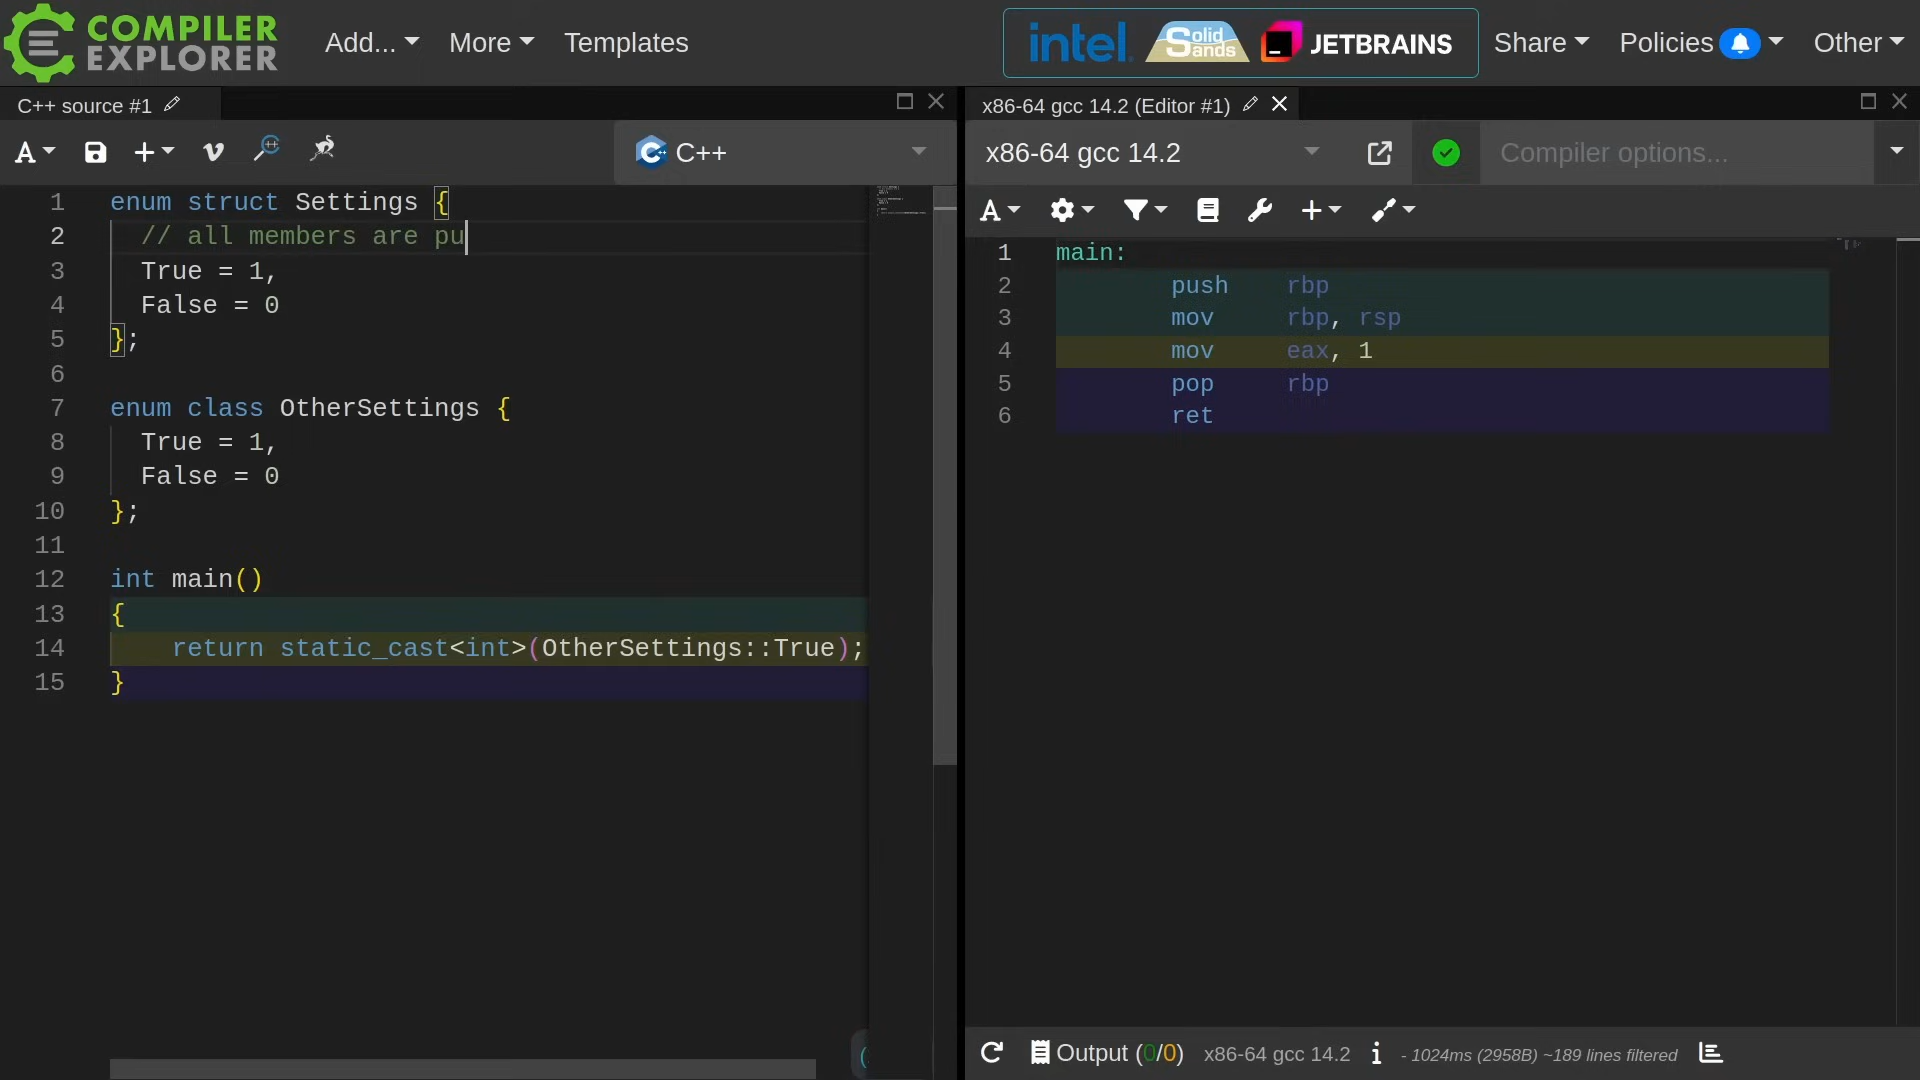 COMPILER
EXPLORER
Add...
More
Templates
intel.
Solid
Sands
JETBRAINS
Share
Policies
Other
C++ source #1
x86-64 gcc 14.2 (Editor #1)
A
C++
x86-64 gcc 14.2
Compiler options...
A
1 enum struct Settings {
2 // all members are pu
3 True = 1,
4 False = 0
5 };
6
7 enum class OtherSettings {
8 True = 1,
9 False = 0
10 };
11
12 int main()
13 {
14 return static_cast<int>(OtherSettings::True);
15 }
1 main:
2 push rbp
3 mov rbp, rsp
4 mov eax, 1
5 pop rbp
6 ret
Output (0/0) x86-64 gcc 14.2 i - 1024ms (2958B) ~189 lines filtered